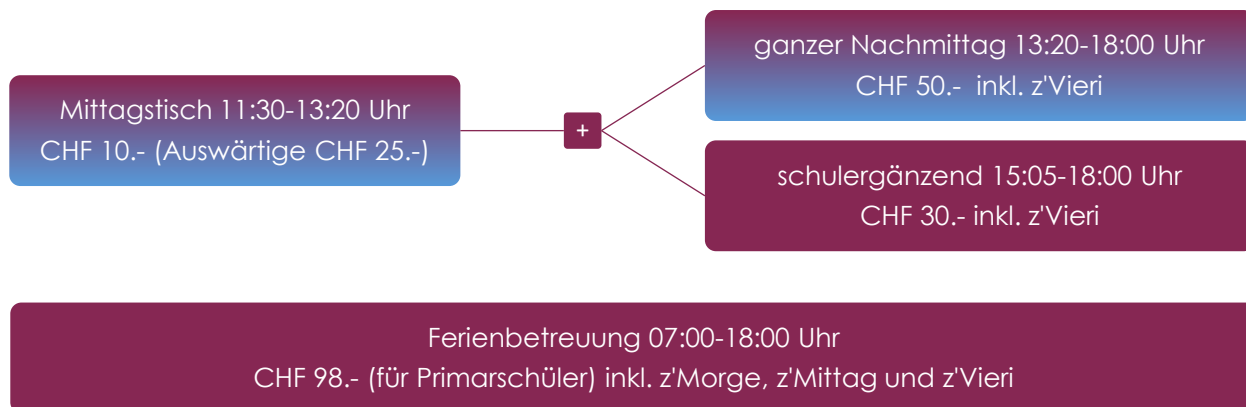 Mittagstisch 11:30-13:20 Uhr
CHF 10.- (Auswärtige CHF 25.-)
+
ganzer Nachmittag 13:20-18:00 Uhr
CHF 50.- inkl. z'Vieri
schulergänzend 15:05-18:00 Uhr
CHF 30.- inkl. z'Vieri
Ferienbetreuung 07:00-18:00 Uhr
CHF 98.- (für Primarschüler) inkl. z'Morge, z'Mittag und z'Vieri